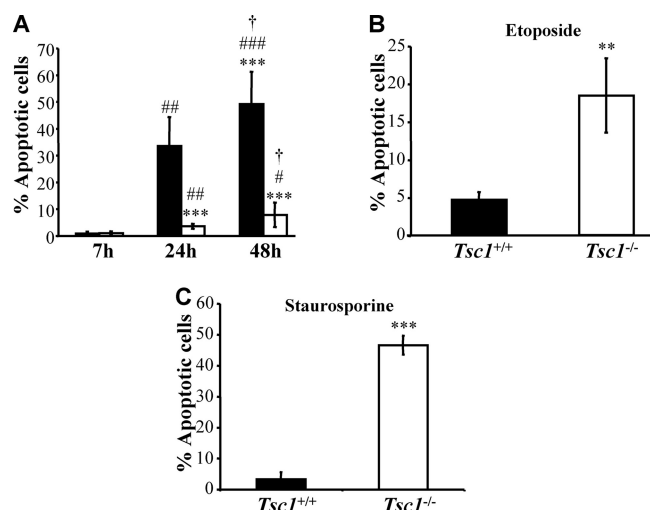 A
% Apoptotic cells
70
60
50
40
30
20
10
0
##
##
***
†
###
***
†
#
***
7h 24h 48h
B
Etoposide
% Apoptotic cells
25
20
15
10
5
0
**
Tsc1+/+ Tsc1-/-
C
Staurosporine
% Apoptotic cells
60
50
40
30
20
10
0
***
Tsc1+/+ Tsc1-/-